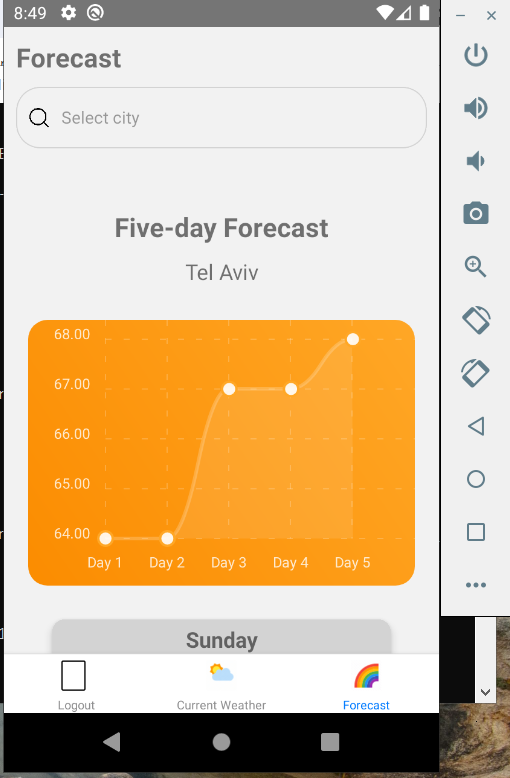 8:49
Forecast
Select city
Five-day Forecast
Tel Aviv
68.00
67.00
66.00
65.00
64.00
Day 1 Day 2 Day 3 Day 4 Day 5
Sunday
Logout Current Weather Forecast